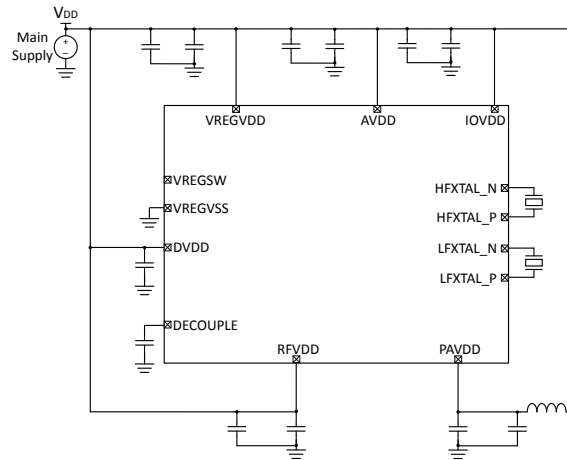 VDD
Main
Supply
+
–
VREGVDD
AVDD
IOVDD
VREGSW
HFXTAL_N
VREGVSS
HFXTAL_P
DVDD
LFXTAL_N
LFXTAL_P
DECOUPLE
RFVDD
PAVDD